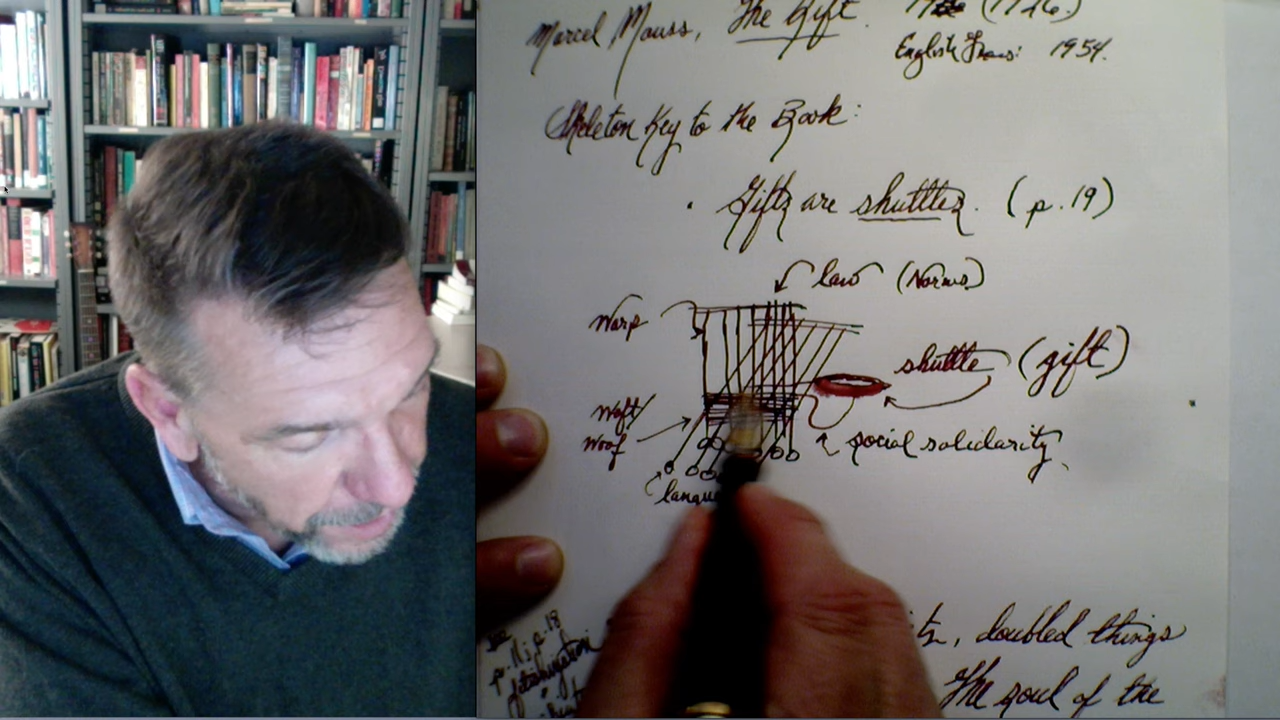 Marcel Mauss, The Gift.
English Trans: 1954.
Skeleton Key to the Book:
· Gifts are shuttles. (p. 19)
law (Norms)
Warp
shuttle (gift)
Weft/
Woof
social solidarity
p. 18
doubled things
The soul of the